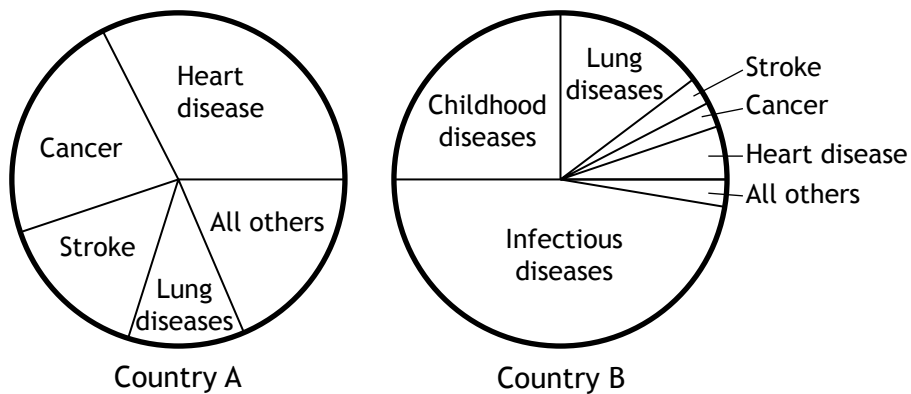 Heart
disease
Cancer
Stroke
Lung
diseases
All others
Country A
Childhood
diseases
Lung
diseases
Stroke
Cancer
Heart disease
All others
Infectious
diseases
Country B